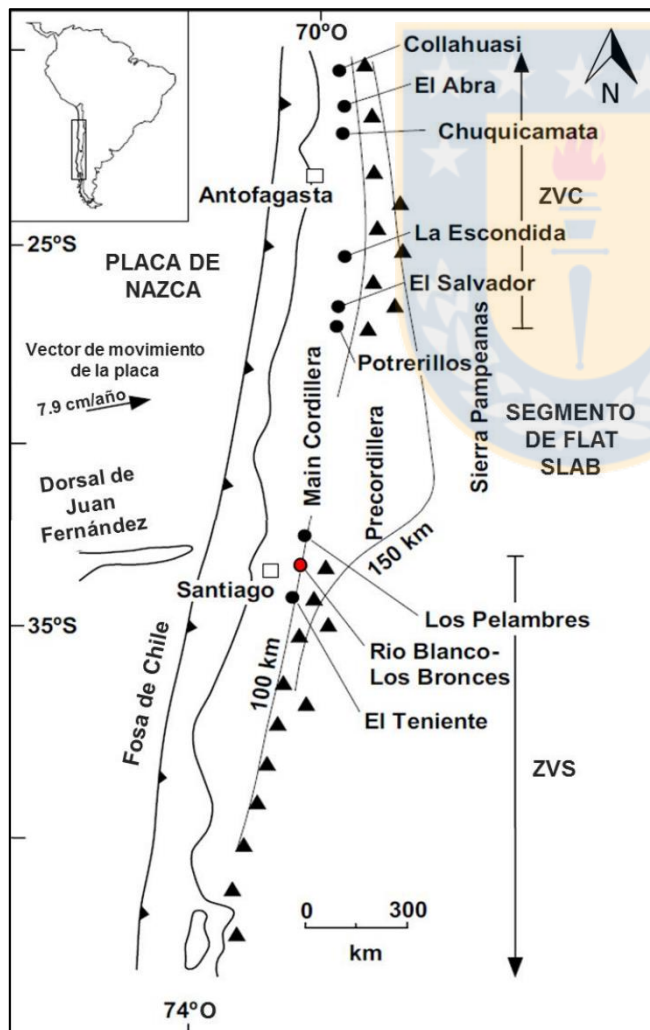 70º0
Collahuasi
El Abra
N
Chuquicamata
ZVC
Antofagasta
La Escondida
25ºS
PLACA DE
NAZCA
El Salvador
Vector de movimiento
de la placa
7.9 cm/año
Potrerillos
Main Cordillera
Precordillera
Sierra Pampeanas
SEGMENTO
DE FLAT
SLAB
Dorsal de
Juan
Fernández
150 km
Santiago
Los Pelambres
35ºS
Rio Blanco-
Los Bronces
100 km
Fosa de Chile
El Teniente
ZVS
0 300
km
74ºO